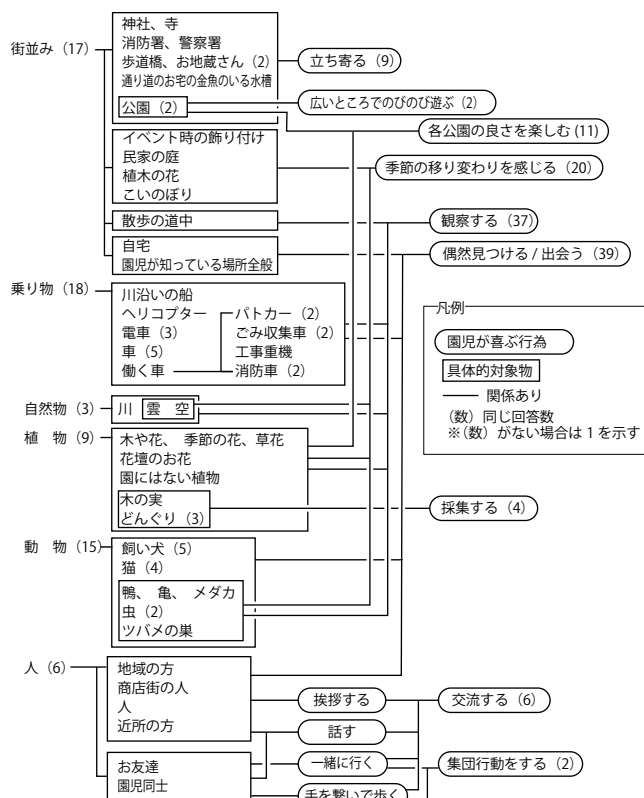 街並み（17）
神社、寺
消防署、警察署
歩道橋、お地蔵さん（2）
通り道のお宅の金魚のいる水槽
公園（2）
立ち寄る（9）
広いところでのびのび遊ぶ（2）
各公園の良さを楽しむ (11)
イベント時の飾り付け
民家の庭
植木の花
こいのぼり
季節の移り変わりを感じる（20）
散歩の道中
観察する（37）
自宅
園児が知っている場所全般
偶然見つける / 出会う（39）
乗り物（18）
川沿いの船
ヘリコプター
電車（3）
車（5）
働く車
パトカー（2）
ごみ収集車（2）
工事重機
消防車（2）
凡例
園児が喜ぶ行為
具体的対象物
関係あり
（数）同じ回答数
※（数）がない場合は 1 を示す
自然物（3）
川 雲 空
植 物（9）
木や花、 季節の花、草花
花壇のお花
園にはない植物
木の実
どんぐり（3）
採集する（4）
動 物（15）
飼い犬（5）
猫（4）
鴨、 亀、 メダカ
虫（2）
ツバメの巣
人（6）
地域の方
商店街の人
人
近所の方
挨拶する
交流する（6）
話す
お友達
園児同士
一緒に行く
集団行動をする（2）
手を繋いで歩く